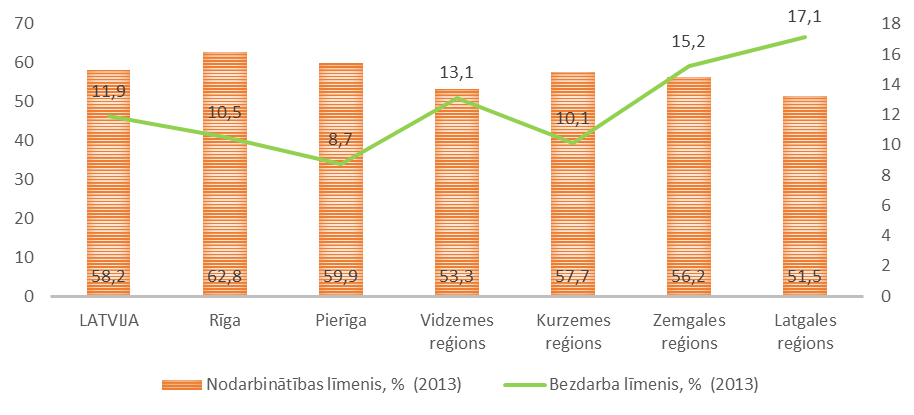 70
60
50
40
30
20
10
0
18
16
14
12
10
8
6
4
2
0
11,9
10,5
8,7
13,1
10,1
15,2
17,1
58,2
62,8
59,9
53,3
57,7
56,2
51,5
LATVIJA
Rīga
Pierīga
Vidzemes
reģions
Kurzemes
reģions
Zemgales
reģions
Latgales
reģions
Nodarbinātības līmenis, % (2013)
Bezdarba līmenis, % (2013)